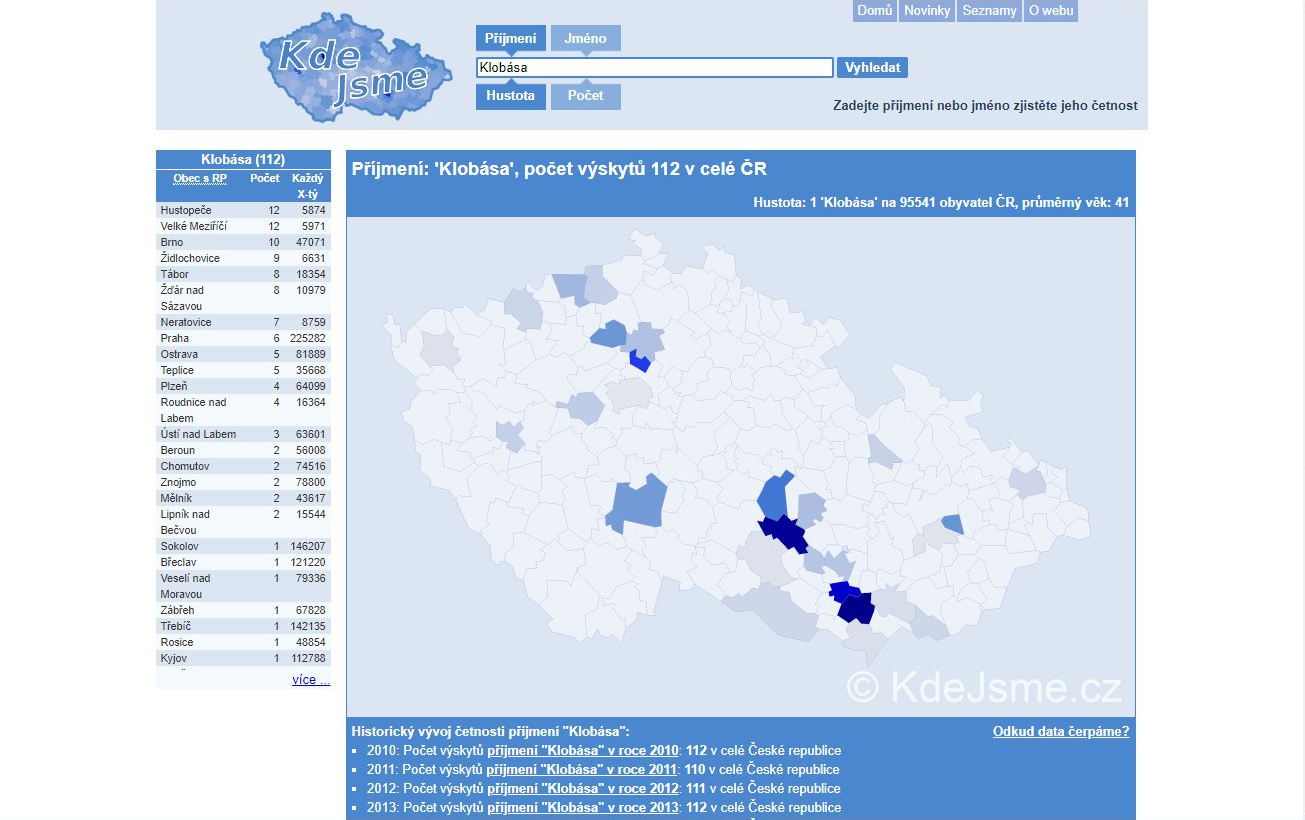 Domů Novinky Seznamy O webu
Kde
Jsme
Příjmení Jméno
Klobása Vyhledat
Hustota Počet
Zadejte příjmení nebo jméno zjistěte jeho četnost
Klobása (112)
Obec s RP Počet Každý
X-tý
Hustopeče 12 5874
Velké Meziříčí 12 5971
Brno 10 47071
Židlochovice 9 6631
Tábor 8 18354
Žďár nad 8 10979
Sázavou
Neratovice 7 8759
Praha 6 225282
Ostrava 5 81889
Teplice 5 35668
Plzeň 4 64099
Roudnice nad 4 16364
Labem
Ústí nad Labem 3 63601
Beroun 2 56008
Chomutov 2 74516
Znojmo 2 78800
Mělník 2 43617
Lipník nad 2 15544
Bečvou
Sokolov 1 146207
Břeclav 1 121220
Veselí nad 1 79336
Moravou
Zábřeh 1 67828
Třebíč 1 142135
Rosice 1 48854
Kyjov 1 112788
více ...
Příjmení: 'Klobása', počet výskytů 112 v celé ČR
Hustota: 1 'Klobása' na 95541 obyvatel ČR, průměrný věk: 41
© KdeJsme.cz
Historický vývoj četnosti příjmení "Klobása": Odkud data čerpáme?
▪ 2010: Počet výskytů příjmení "Klobása" v roce 2010: 112 v celé České republice
▪ 2011: Počet výskytů příjmení "Klobása" v roce 2011: 110 v celé České republice
▪ 2012: Počet výskytů příjmení "Klobása" v roce 2012: 111 v celé České republice
▪ 2013: Počet výskytů příjmení "Klobása" v roce 2013: 112 v celé České republice